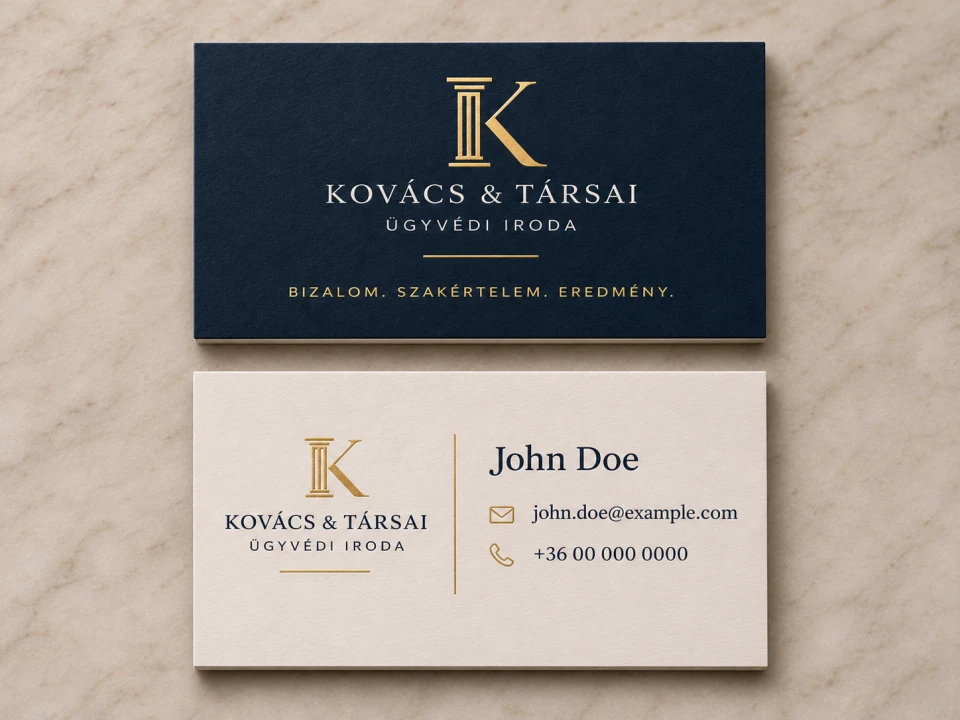 K
KOVÁCS & TÁRSAI
ÜGYVÉDI IRODA
BIZALOM. SZAKÉRTELEM. EREDMÉNY.
K
KOVÁCS & TÁRSAI
ÜGYVÉDI IRODA
John Doe
john.doe@example.com
+36 00 000 0000